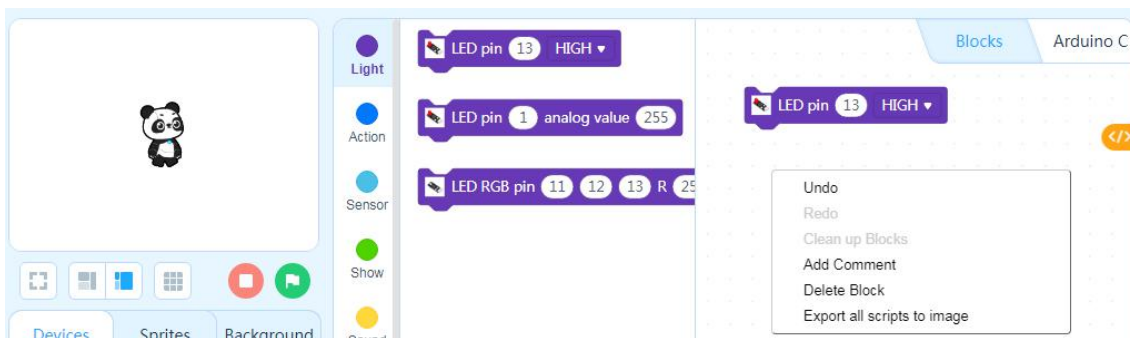 Light
Action
Sensor
Show
Sound
LED pin 13 HIGH
LED pin 1 analog value 255
LED RGB pin 11 12 13 R
Blocks
Arduino C
LED pin 13 HIGH
Undo
Redo
Clean up Blocks
Add Comment
Delete Block
Export all scripts to image
Devices
Sprites
Background